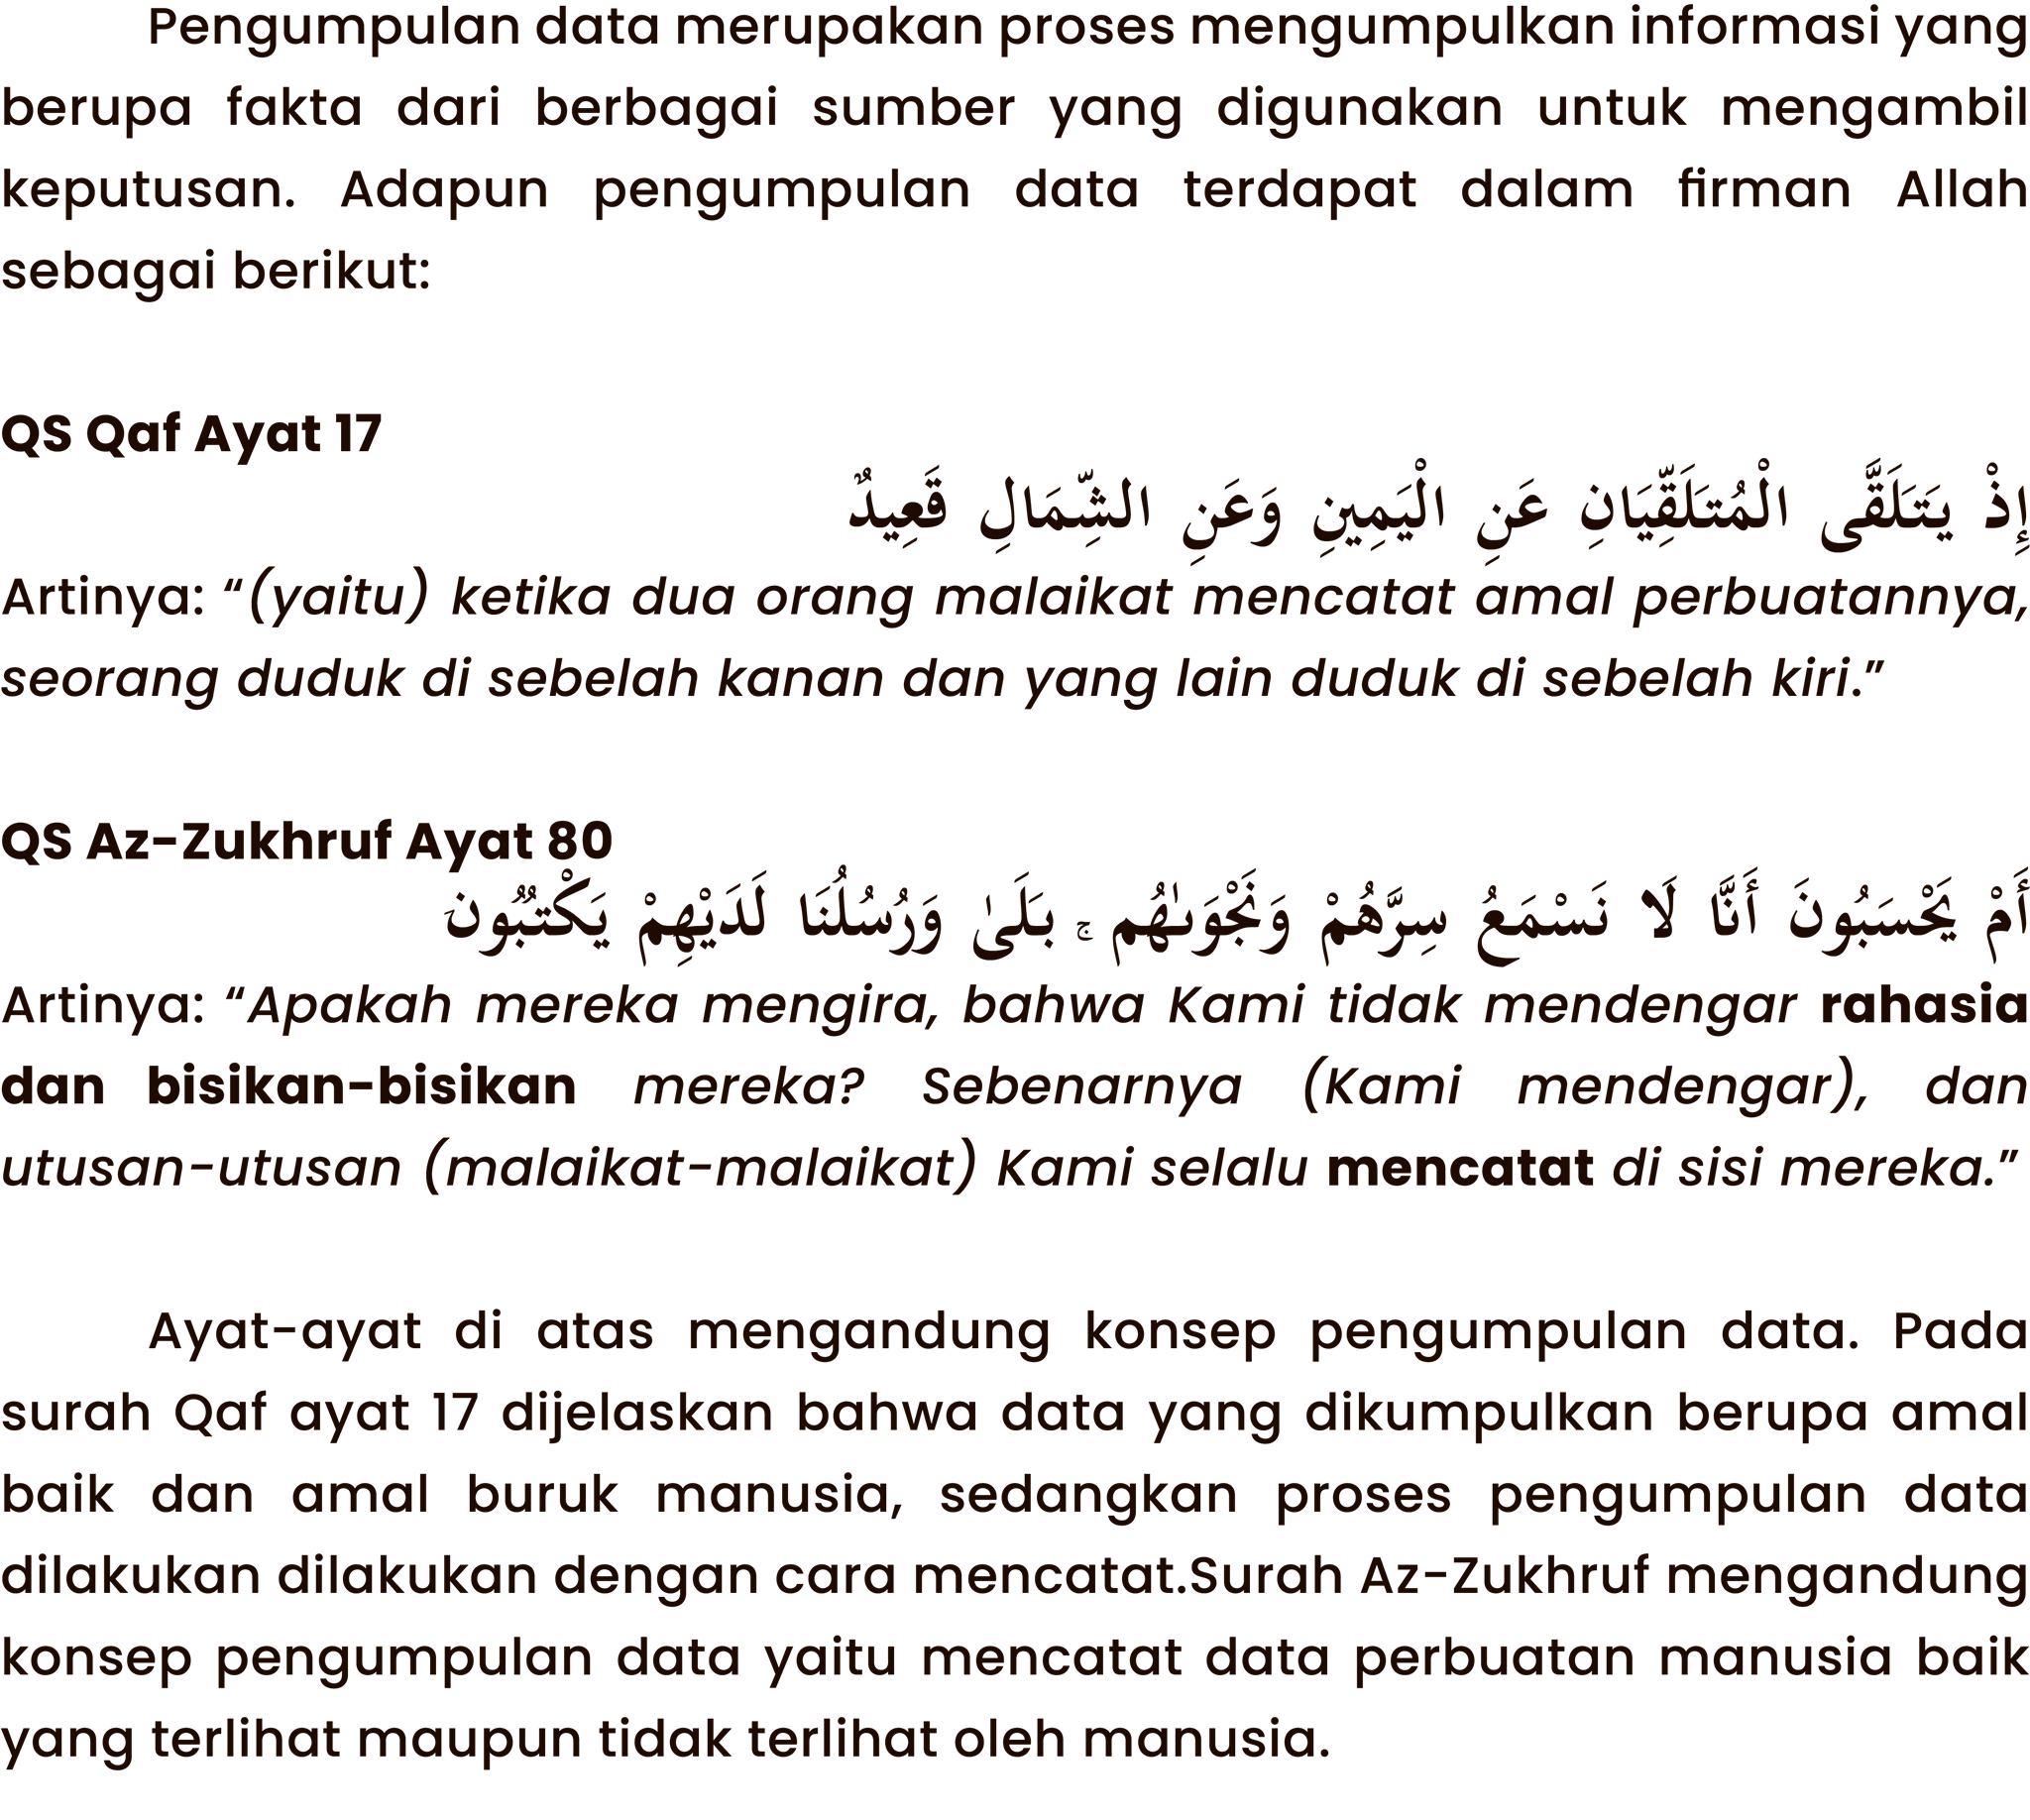 Pengumpulan data merupakan proses mengumpulkan informasi yang
berupa fakta dari berbagai sumber yang digunakan untuk mengambil
keputusan. Adapun pengumpulan data terdapat dalam firman Allah
sebagai berikut:
QS Qaf Ayat 17
إِذْ يَتَلَقَّى الْمُتَلَقِّيَانِ عَنِ الْيَمِينِ وَعَنِ الشِّمَالِ قَعِيدٌ
Artinya: “(yaitu) ketika dua orang malaikat mencatat amal perbuatannya,
seorang duduk di sebelah kanan dan yang lain duduk di sebelah kiri.”
QS Az-Zukhruf Ayat 80
أَمْ يَحْسَبُونَ أَنَّا لَا نَسْمَعُ سِرَّهُمْ وَنَجْوَىٰهُم ۚ بَلَىٰ وَرُسُلُنَا لَدَيْهِمْ يَكْتُبُونَ
Artinya: “Apakah mereka mengira, bahwa Kami tidak mendengar rahasia
dan bisikan-bisikan mereka? Sebenarnya (Kami mendengar), dan
utusan-utusan (malaikat-malaikat) Kami selalu mencatat di sisi mereka.”
Ayat-ayat di atas mengandung konsep pengumpulan data. Pada
surah Qaf ayat 17 dijelaskan bahwa data yang dikumpulkan berupa amal
baik dan amal buruk manusia, sedangkan proses pengumpulan data
dilakukan dilakukan dengan cara mencatat.Surah Az-Zukhruf mengandung
konsep pengumpulan data yaitu mencatat data perbuatan manusia baik
yang terlihat maupun tidak terlihat oleh manusia.